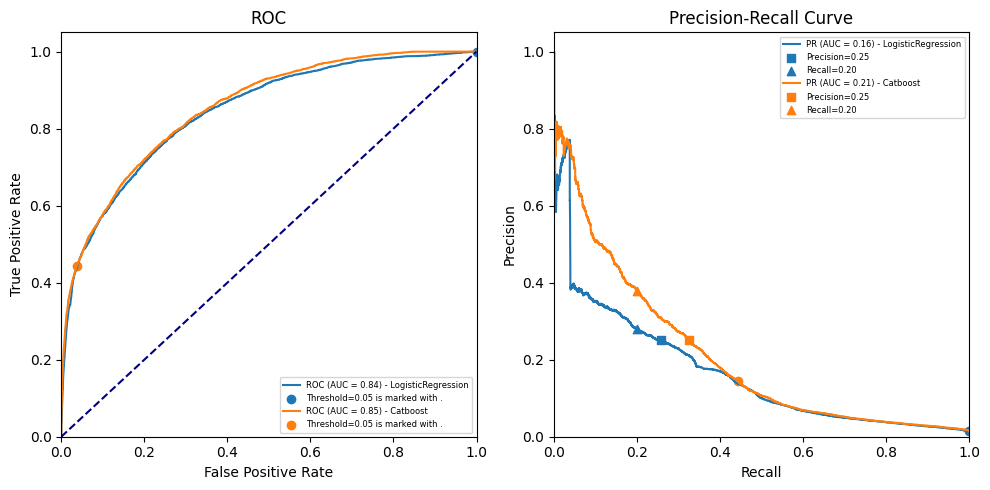 ROC
True Positive Rate
1.0
0.8
0.6
0.4
0.2
0.0
ROC (AUC = 0.84) - LogisticRegression
Threshold=0.05 is marked with .
ROC (AUC = 0.85) - Catboost
Threshold=0.05 is marked with .
0.0 0.2 0.4 0.6 0.8 1.0
False Positive Rate
Precision-Recall Curve
Precision
1.0
0.8
0.6
0.4
0.2
0.0
PR (AUC = 0.16) - LogisticRegression
Precision=0.25
Recall=0.20
PR (AUC = 0.21) - Catboost
Precision=0.25
Recall=0.20
0.0 0.2 0.4 0.6 0.8 1.0
Recall